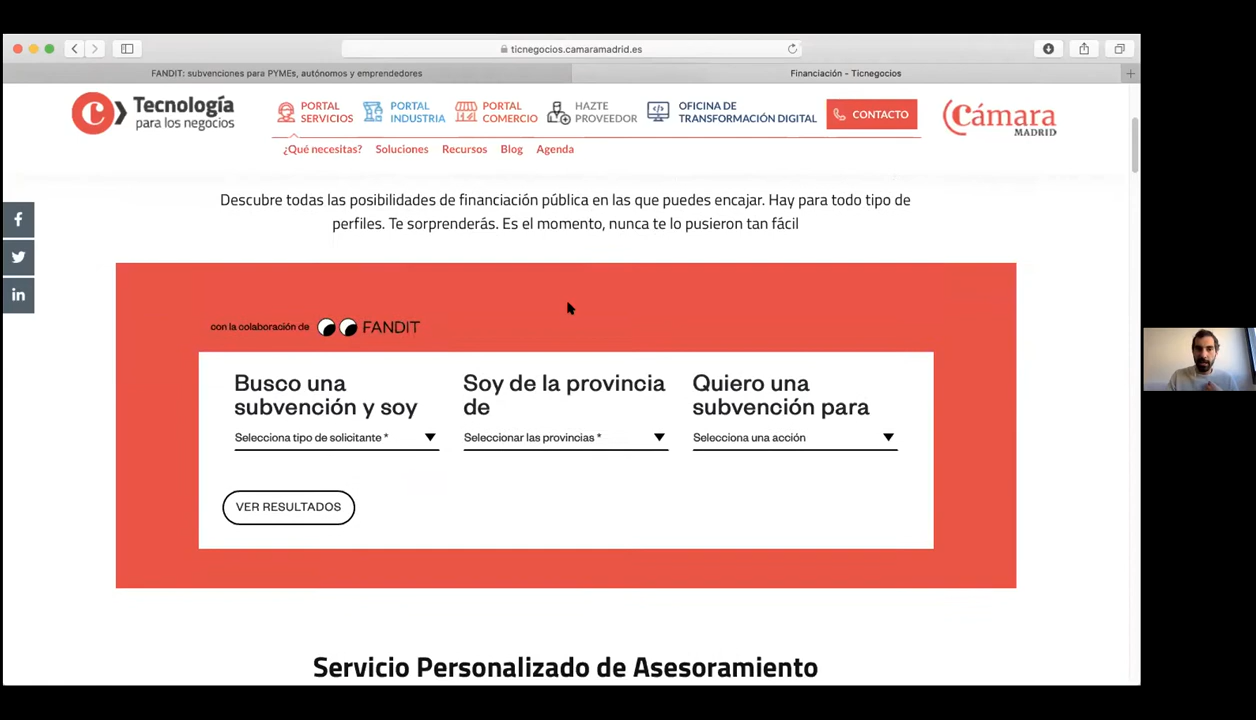 ticnegocios.camaramadrid.es
FANDIT: subvenciones para PYMEs, autónomos y emprendedores
Financiación - Ticnegocios
Tecnología
para los negocios
PORTAL
SERVICIOS
PORTAL
INDUSTRIA
PORTAL
COMERCIO
HAZTE
PROVEEDOR
OFICINA DE
TRANSFORMACIÓN DIGITAL
CONTACTO
Cámara
MADRID
¿Qué necesitas?
Soluciones
Recursos
Blog
Agenda
Descubre todas las posibilidades de financiación pública en las que puedes encajar. Hay para todo tipo de
perfiles. Te sorprenderás. Es el momento, nunca te lo pusieron tan fácil
con la colaboración de FANDIT
Busco una
subvención y soy
Selecciona tipo de solicitante *
Soy de la provincia
de
Seleccionar las provincias *
Quiero una
subvención para
Selecciona una acción
VER RESULTADOS
Servicio Personalizado de Asesoramiento